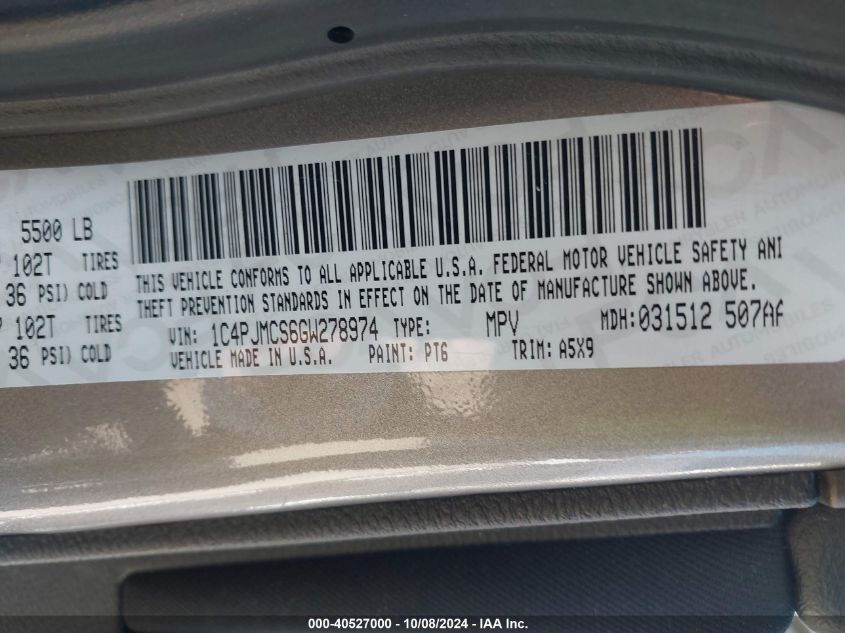 5500 LB
102T TIRES
36 PSI) COLD
102T TIRES
36 PSI) COLD
THIS VEHICLE CONFORMS TO ALL APPLICABLE U.S.A. FEDERAL MOTOR VEHICLE SAFETY AN
THEFT PREVENTION STANDARDS IN EFFECT ON THE DATE OF MANUFACTURE SHOWN ABOVE.
VIN: 1C4PJMCS6GW278974 TYPE: MPV MDH:031512 507AA
VEHICLE MADE IN U.S.A. PAINT: PT6 TRIM: A5X9
000-40527000 - 10/08/2024 - IAA Inc.